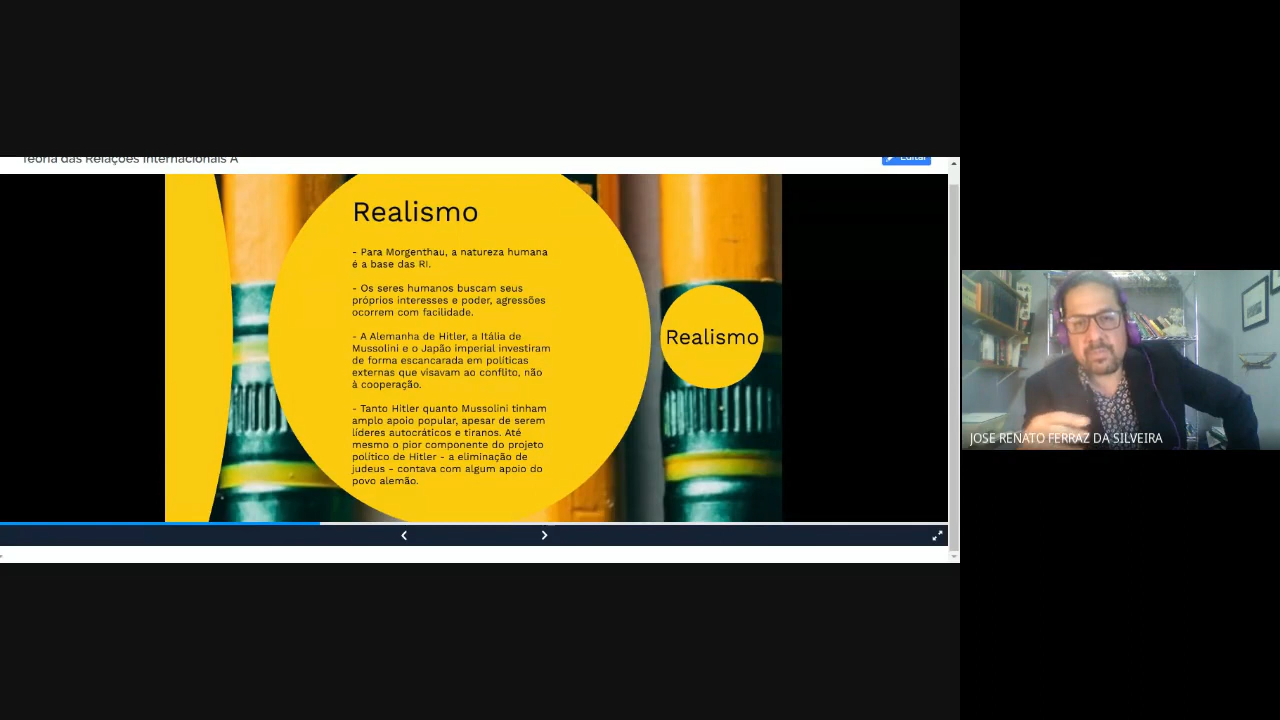 Teoria das Relações Internacionais A
Editar
Realismo
- Para Morgenthau, a natureza humana
é a base das RI.
- Os seres humanos buscam seus
próprios interesses e poder, agressões
ocorrem com facilidade.
- A Alemanha de Hitler, a Itália de
Mussolini e o Japão imperial investiram
de forma escancarada em políticas
externas que visavam ao conflito, não
à cooperação.
- Tanto Hitler quanto Mussolini tinham
amplo apoio popular, apesar de serem
líderes autocráticos e tiranos. Até
mesmo o pior componente do projeto
político de Hitler - a eliminação de
judeus - contava com algum apoio do
povo alemão.
Realismo
JOSE RENATO FERRAZ DA SILVEIRA